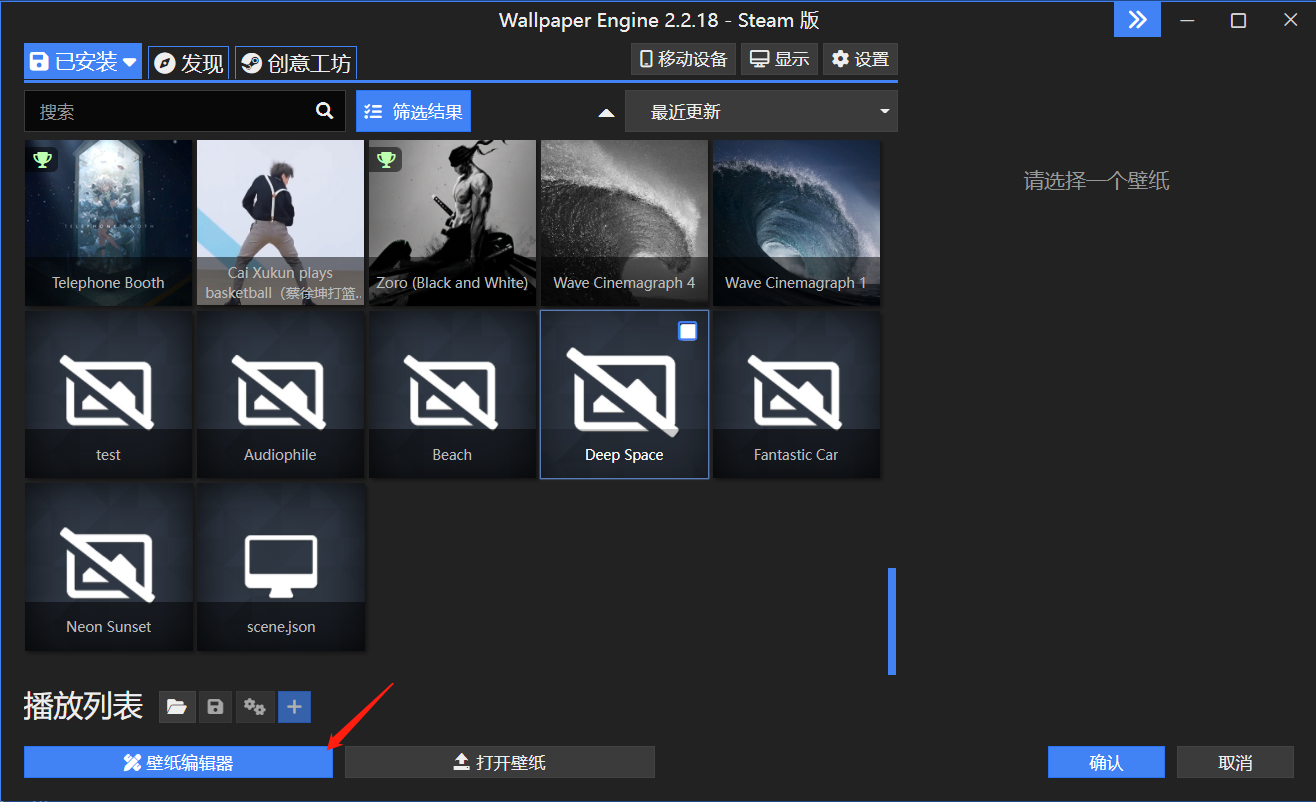 Wallpaper Engine 2.2.18 - Steam 版
已安装
发现
创意工坊
移动设备
显示
设置
搜索
筛选结果
最近更新
请选择一个壁纸
TELEPHONE BOOTH
Telephone Booth
Cai Xukun plays
basketball（蔡徐坤打篮..
Zoro (Black and White)
Wave Cinemagraph 4
Wave Cinemagraph 1
test
Audiophile
Beach
Deep Space
Fantastic Car
Neon Sunset
scene.json
播放列表
壁纸编辑器
打开壁纸
确认
取消